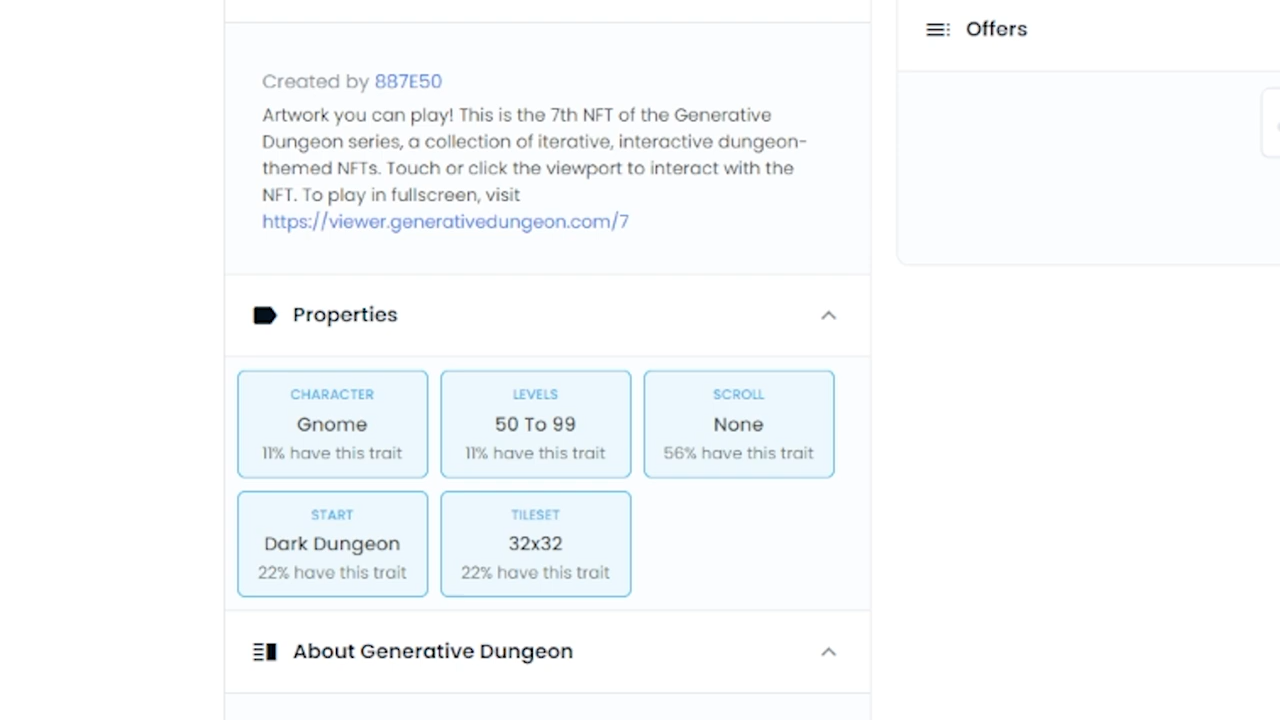 Offers
Created by 887E50
Artwork you can play! This is the 7th NFT of the Generative
Dungeon series, a collection of iterative, interactive dungeon-
themed NFTs. Touch or click the viewport to interact with the
NFT. To play in fullscreen, visit
https://viewer.generativedungeon.com/7
Properties
CHARACTER
Gnome
11% have this trait
LEVELS
50 To 99
11% have this trait
SCROLL
None
56% have this trait
START
Dark Dungeon
22% have this trait
TILESET
32x32
22% have this trait
About Generative Dungeon